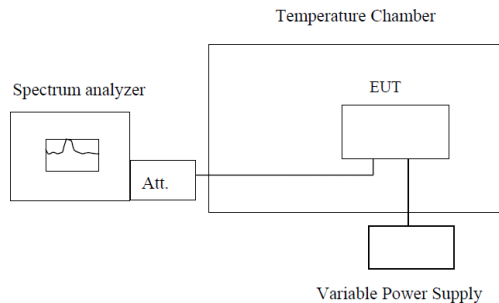 Temperature Chamber
Spectrum analyzer
EUT
Att.
Variable Power Supply